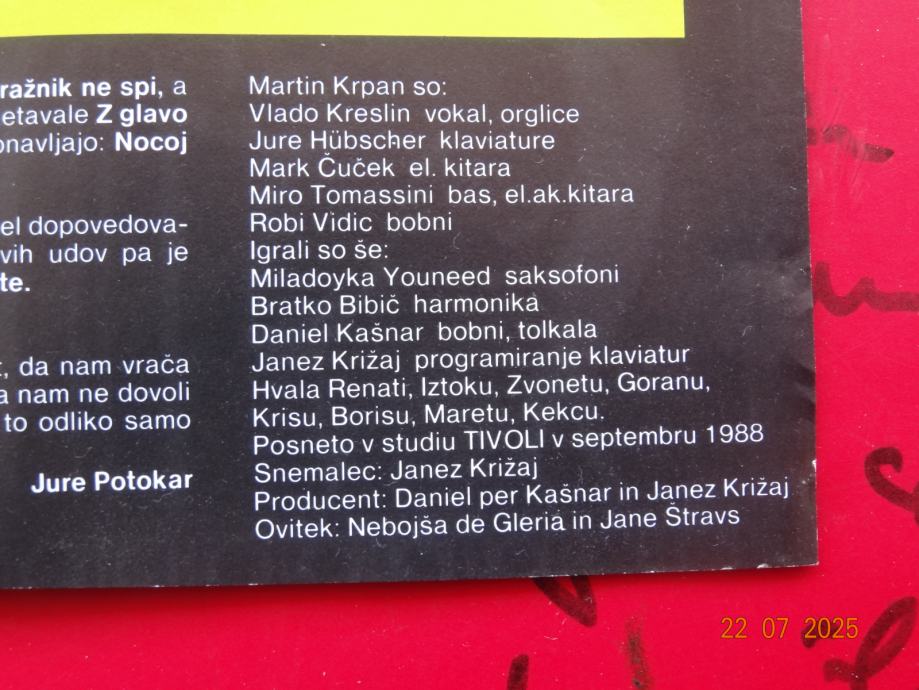 ražnik ne spi, a
etavale Z glavo
onavljajo: Nocoj
el dopovedova-
vih udov pa je
te.
t, da nam vrača
a nam ne dovoli
to odliko samo
Jure Potokar
Martin Krpan so:
Vlado Kreslin vokal, orglice
Jure Hübscher klaviature
Mark Čuček el. kitara
Miro Tomassini bas, el.ak.kitara
Robi Vidic bobni
Igrali so še:
Miladoyka Youneed saksofoni
Bratko Bibič harmonika
Daniel Kašnar bobni, tolkala
Janez Križaj programiranje klaviatur
Hvala Renati, Iztoku, Zvonetu, Goranu,
Krisu, Borisu, Maretu, Kekcu.
Posneto v studiu TIVOLI v septembru 1988
Snemalec: Janez Križaj
Producent: Daniel per Kašnar in Janez Križaj
Ovitek: Nebojša de Gleria in Jane Štravs
22 07 2025